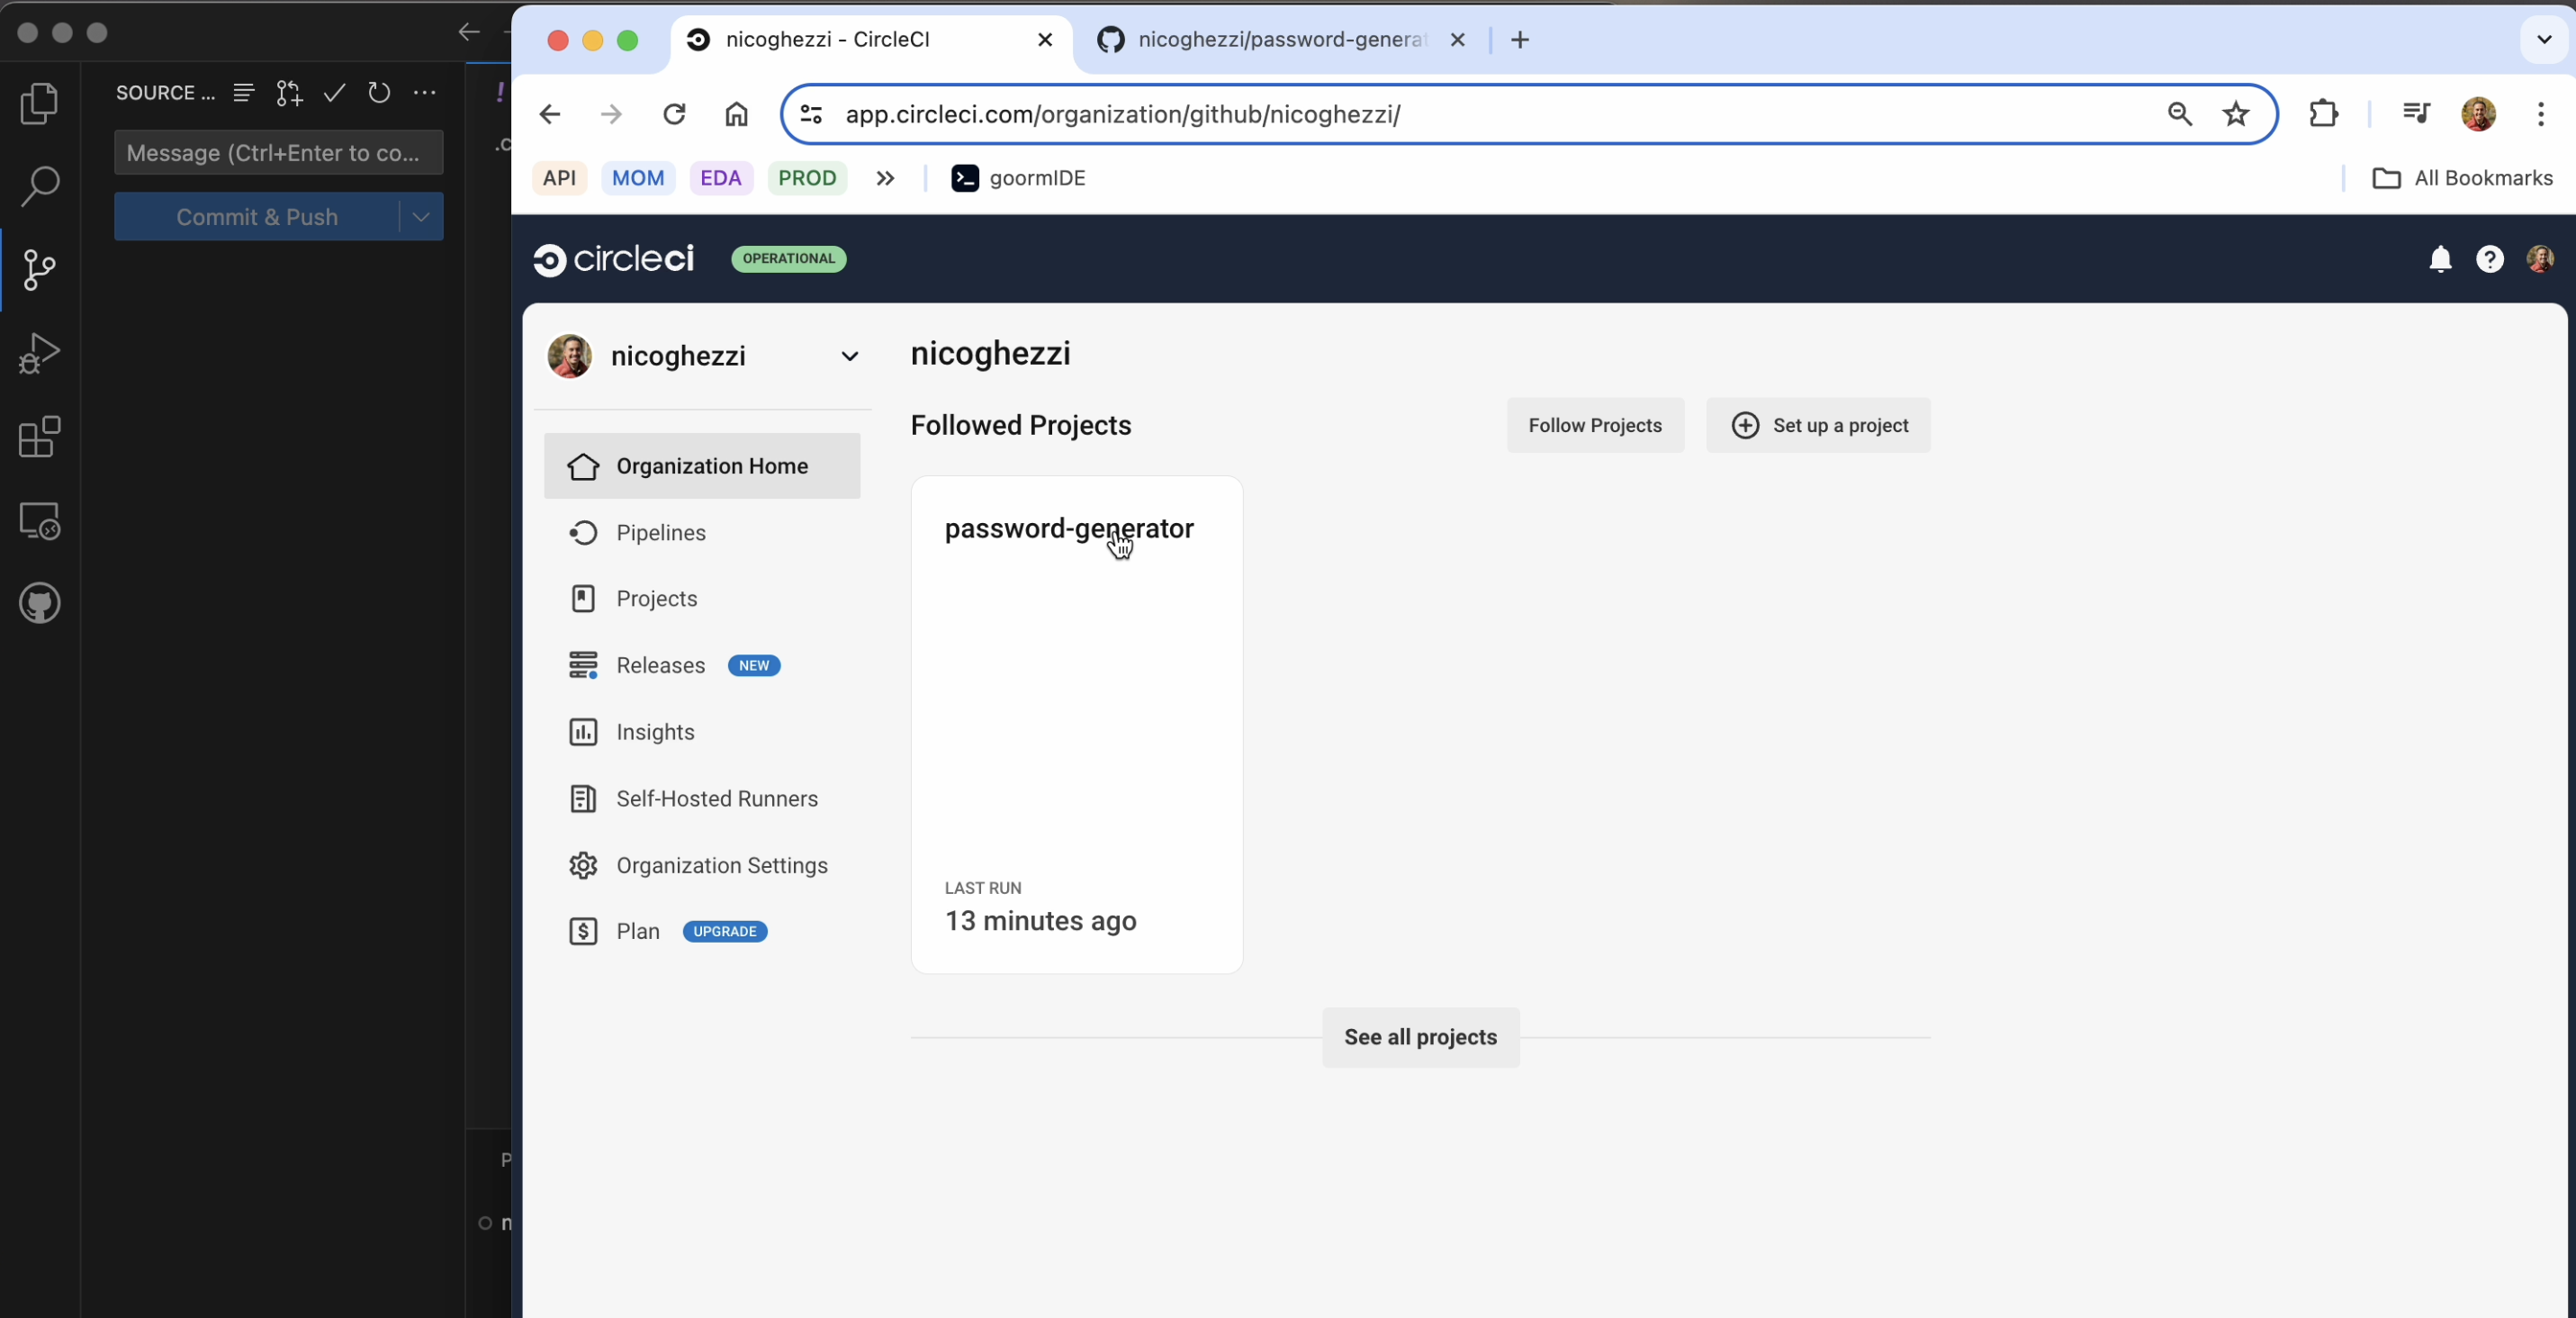 SOURCE ...
Message (Ctrl+Enter to co...
Commit & Push
!
.c
P
nicoghezzi - CircleCI
nicoghezzi/password-generat
app.circleci.com/organization/github/nicoghezzi/
API
MOM
EDA
PROD
goormIDE
All Bookmarks
circleci
OPERATIONAL
nicoghezzi
Organization Home
Pipelines
Projects
Releases NEW
Insights
Self-Hosted Runners
Organization Settings
Plan UPGRADE
nicoghezzi
Followed Projects
Follow Projects
Set up a project
password-generator
LAST RUN
13 minutes ago
See all projects